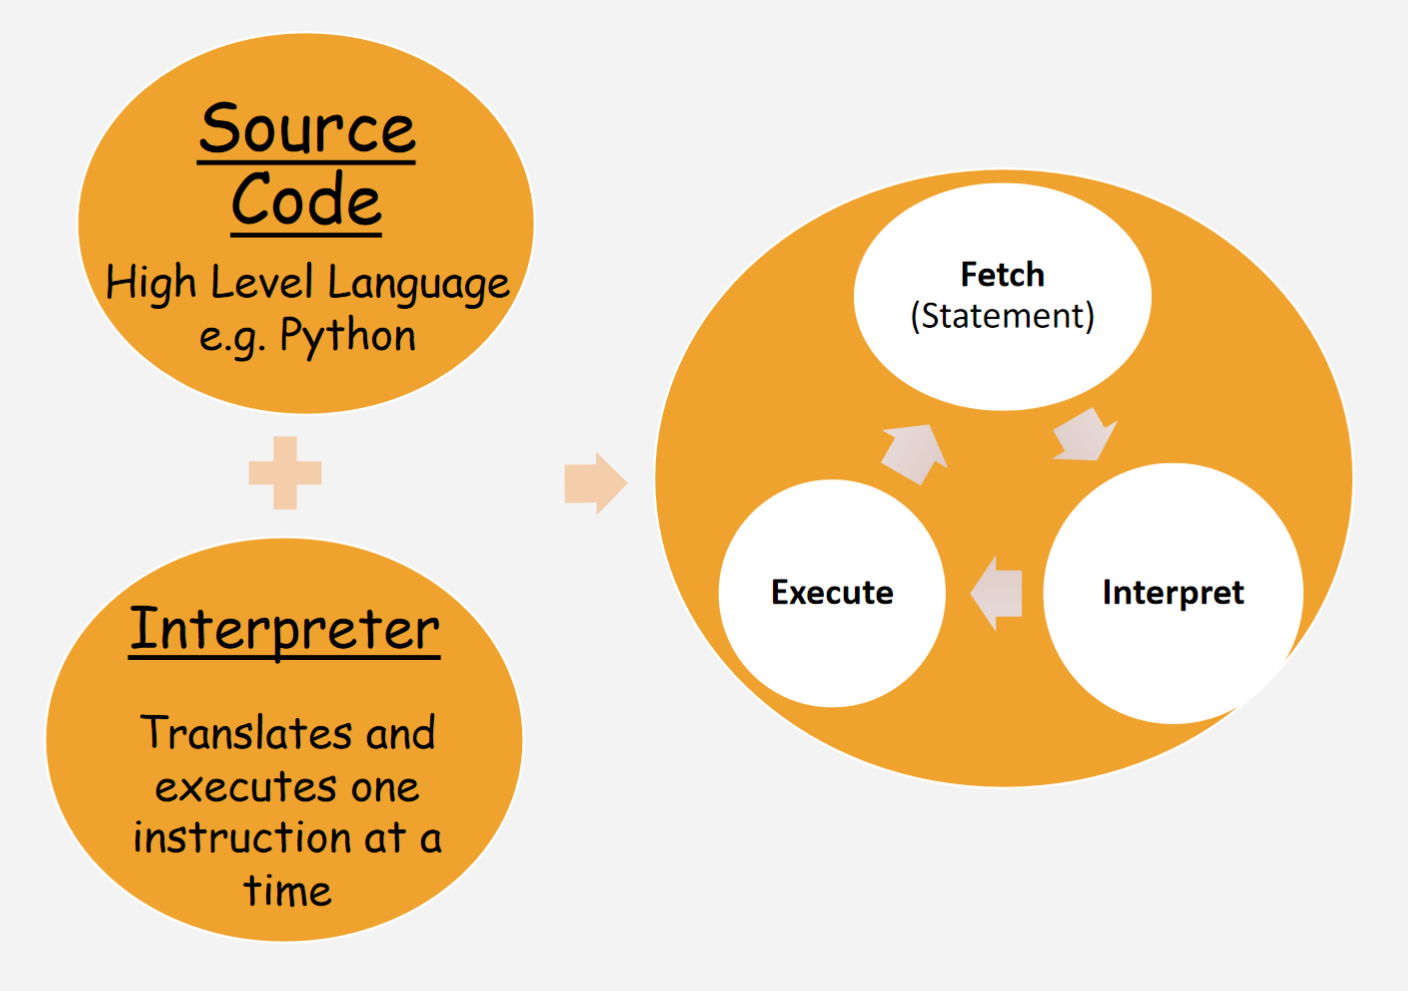 Source
Code
High Level Language
e.g. Python
Interpreter
Translates and
executes one
instruction at a
time
Fetch
(Statement)
Interpret
Execute